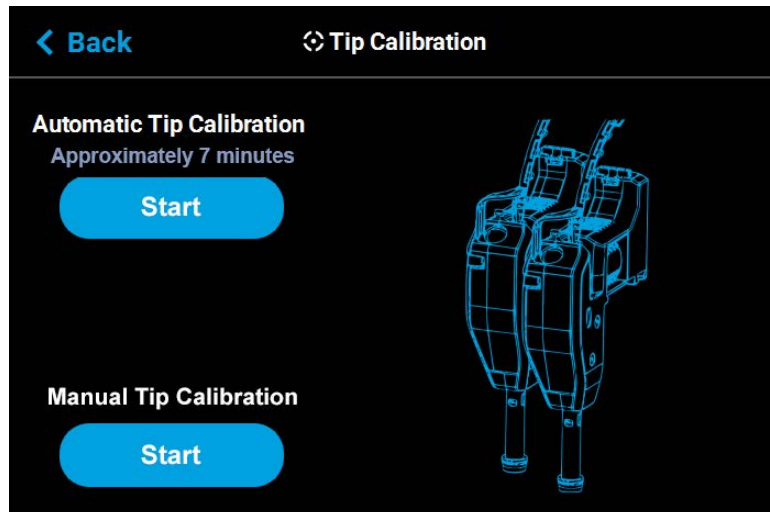 Back
Tip Calibration
Automatic Tip Calibration
Approximately 7 minutes
Start
Manual Tip Calibration
Start